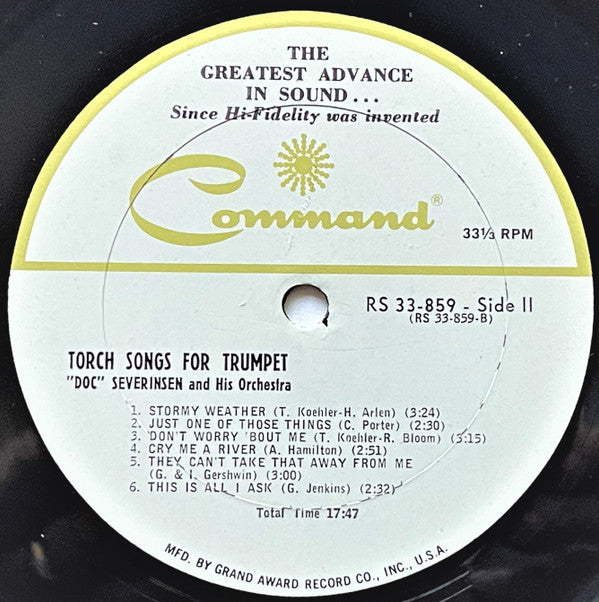 THE
GREATEST ADVANCE
IN SOUND...
Since Hi-Fidelity was invented
Command®
33⅓ RPM
RS 33-859 - Side II
(RS 33-859-B)
TORCH SONGS FOR TRUMPET
"DOC" SEVERINSEN and His Orchestra
1. STORMY WEATHER (T. Koehler-H. Arlen) (3:24)
2. JUST ONE OF THOSE THINGS (C. Porter) (2:30)
3. DON'T WORRY 'BOUT ME (T. Koehler-R. Bloom) (3:15)
4. CRY ME A RIVER (A. Hamilton) (2:51)
5. THEY CAN'T TAKE THAT AWAY FROM ME
(G. & I. Gershwin) (3:00)
6. THIS IS ALL I ASK (G. Jenkins) (2:32)
Total Time 17:47
MFD. BY GRAND AWARD RECORD CO., INC., U.S.A.